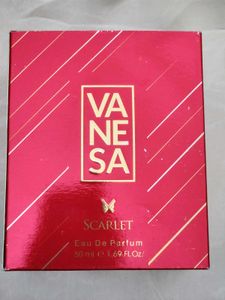 VA
NE
SA
SCARLET
Eau De Parfum
50 ml e 1.69 FL.Oz/